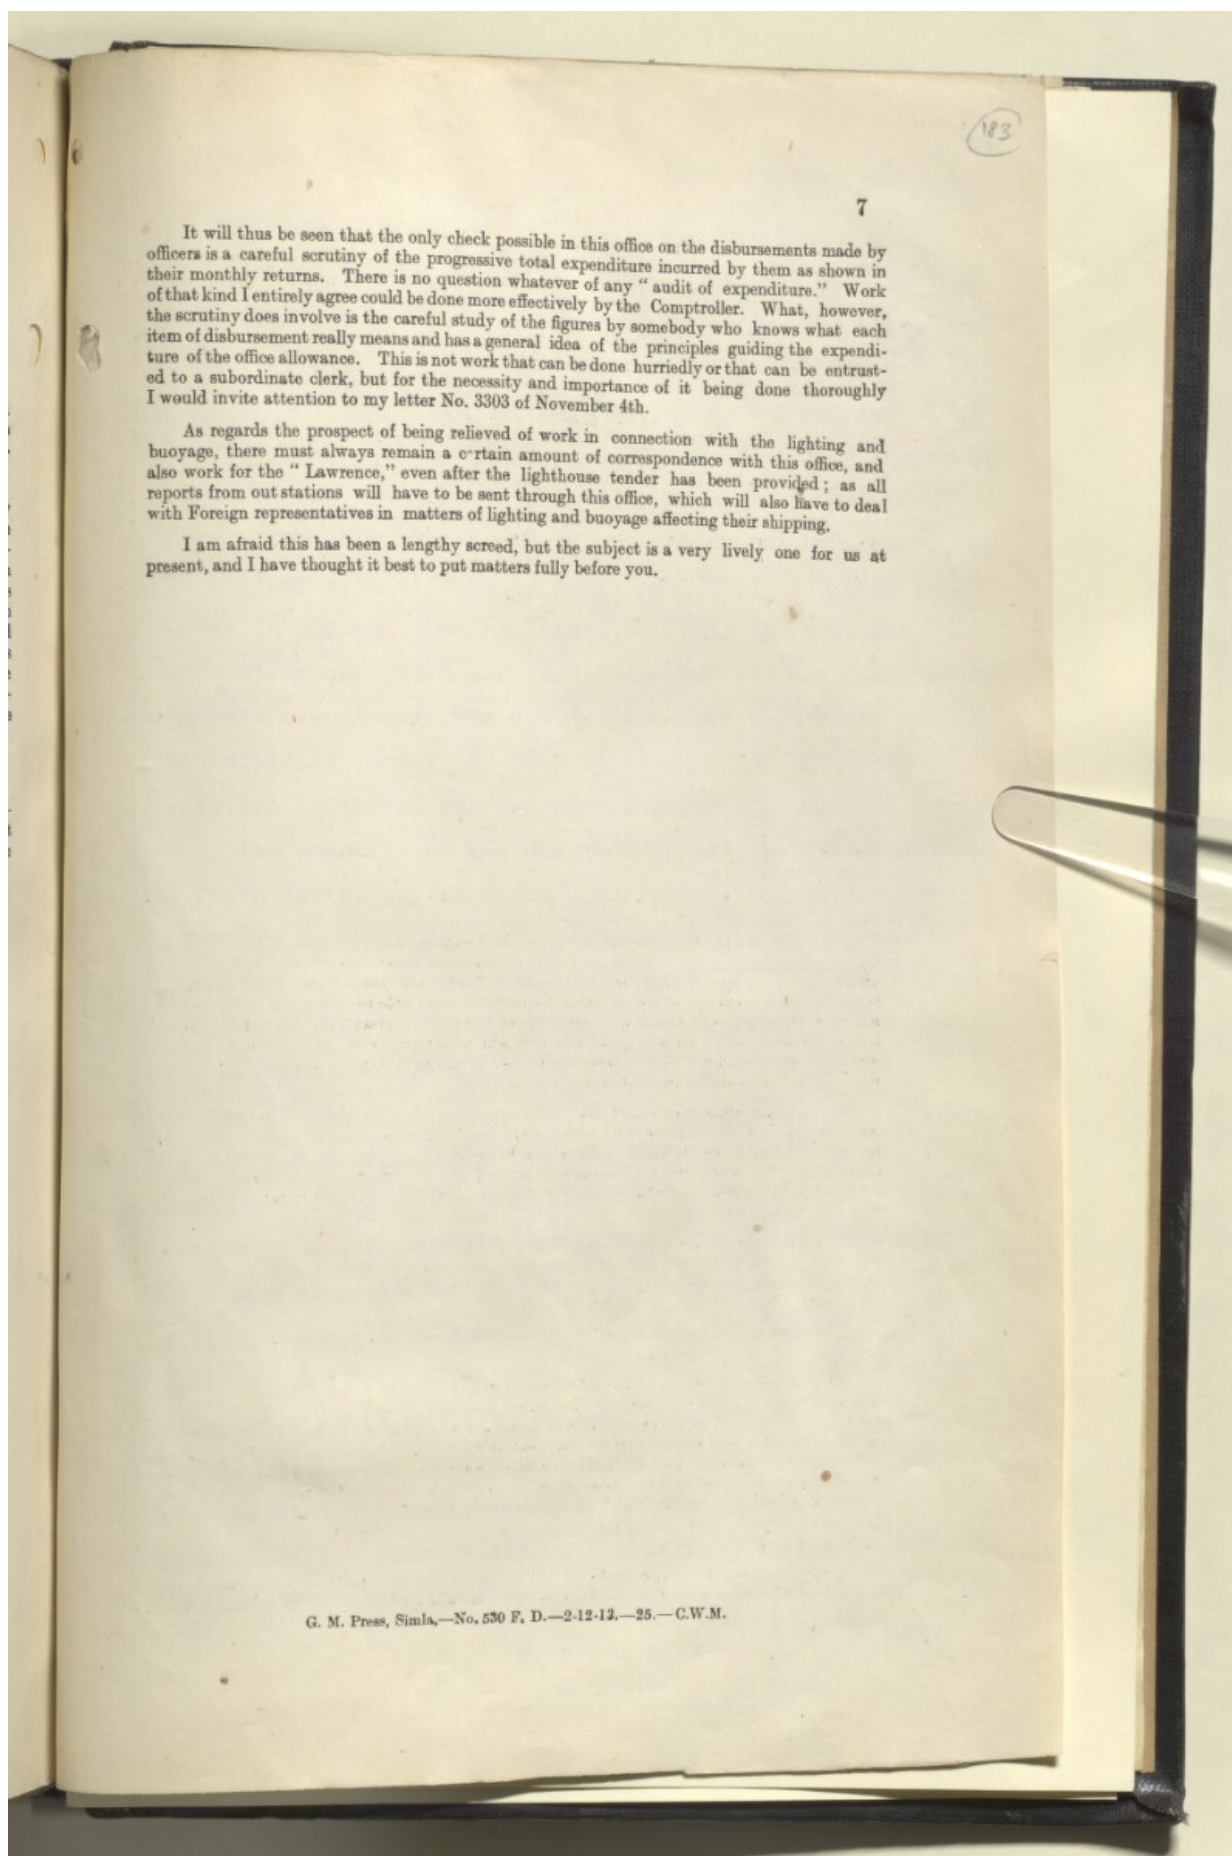 183
7
It will thus be seen that the only check possible in this office on the disbursements made by
officers is a careful scrutiny of the progressive total expenditure incurred by them as shown in
their monthly returns. There is no question whatever of any “ audit of expenditure.” Work
of that kind I entirely agree could be done more effectively by the Comptroller. What, however,
the scrutiny does involve is the careful study of the figures by somebody who knows what each
item of disbursement really means and has a general idea of the principles guiding the expendi-
ture of the office allowance. This is not work that can be done hurriedly or that can be entrust-
ed to a subordinate clerk, but for the necessity and importance of it being done thoroughly
I would invite attention to my letter No. 3303 of November 4th.
As regards the prospect of being relieved of work in connection with the lighting and
buoyage, there must always remain a c rtain amount of correspondence with this office, and
also work for the “ Lawrence,” even after the lighthouse tender has been provided ; as all
reports from out stations will have to be sent through this office, which will also have to deal
with Foreign representatives in matters of lighting and buoyage affecting their shipping.
I am afraid this has been a lengthy screed, but the subject is a very lively one for us at
present, and I have thought it best to put matters fully before you.
G. M. Press, Simla,—No. 530 F. D.—2-12-13.—25.—C.W.M.